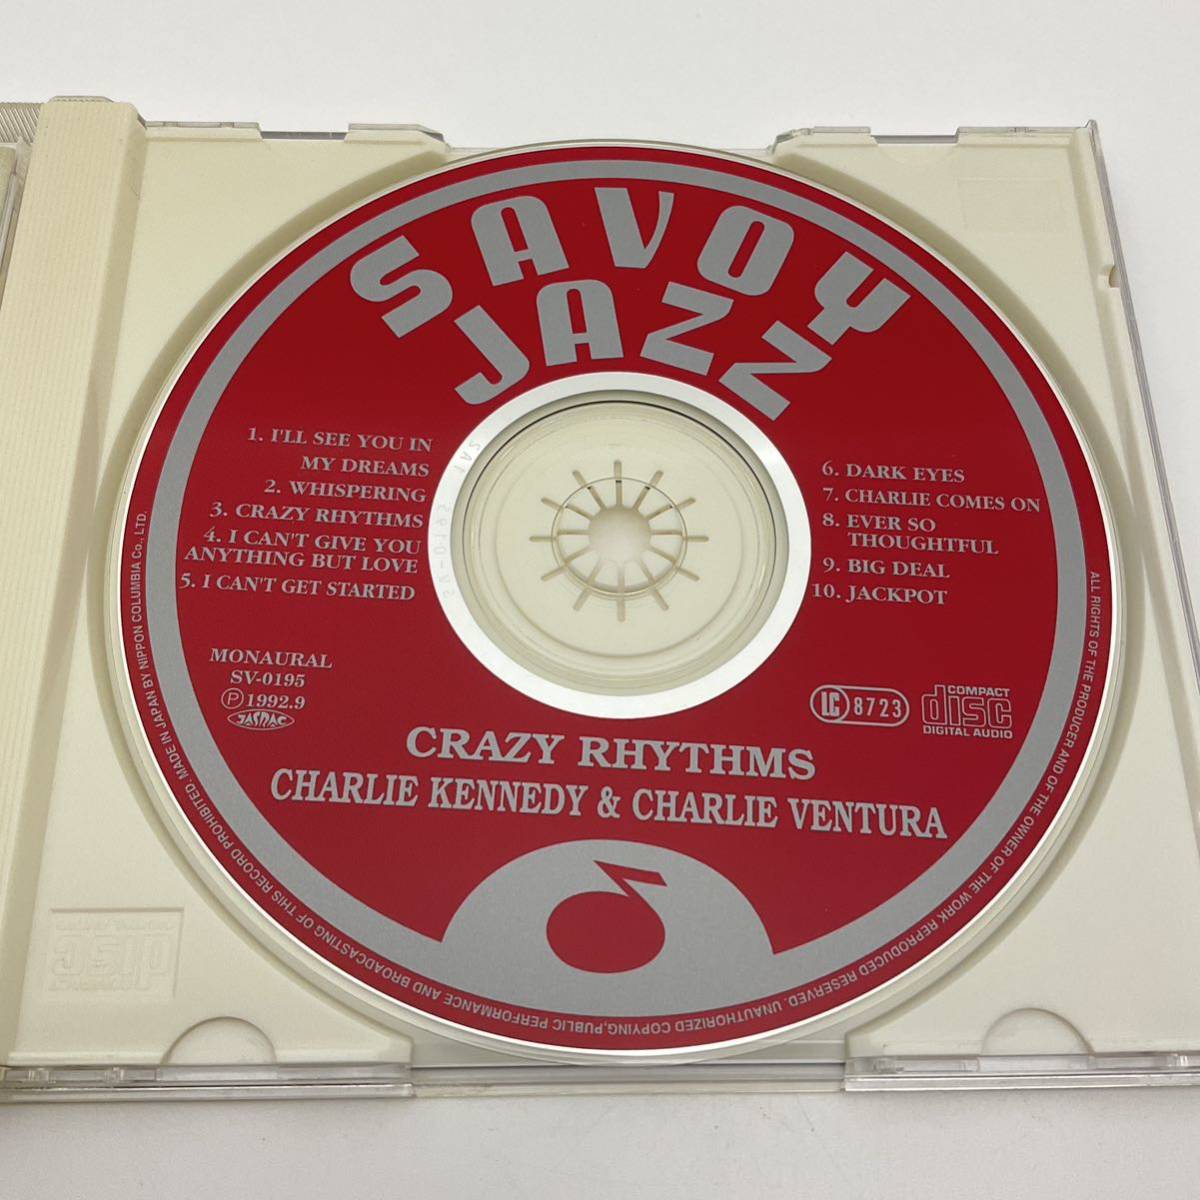 SAVOY
JAZZ
1. I'LL SEE YOU IN
MY DREAMS
2. WHISPERING
3. CRAZY RHYTHMS
4. I CAN'T GIVE YOU
ANYTHING BUT LOVE
5. I CAN'T GET STARTED
6. DARK EYES
7. CHARLIE COMES ON
8. EVER SO
THOUGHTFUL
9. BIG DEAL
10. JACKPOT
MONAURAL
SV-0195
Ⓟ1992.9
JASRAC
LC 8723
COMPACT
disc
DIGITAL AUDIO
CRAZY RHYTHMS
CHARLIE KENNEDY & CHARLIE VENTURA
ALL RIGHTS OF THE PRODUCER AND OF THE OWNER OF THE WORK REPRODUCED RESERVED. UNAUTHORIZED COPYING,PUBLIC PERFORMANCE AND BROADCASTING OF THIS RECORD PROHIBITED. MADE IN JAPAN BY NIPPON COLUMBIA Co., LTD.